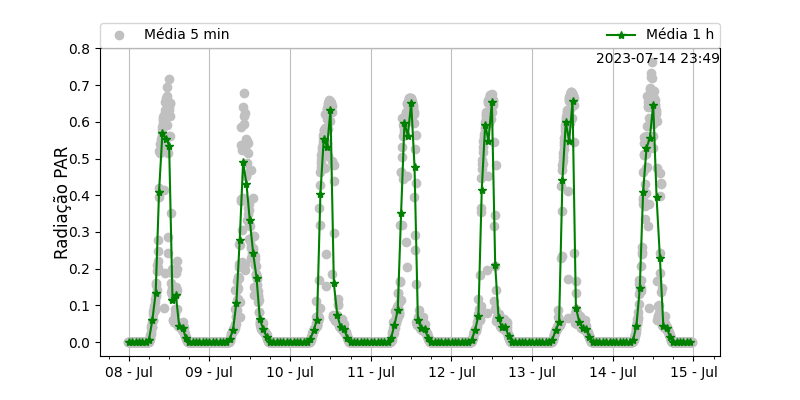 Média 5 min
Média 1 h
2023-07-14 23:49
Radiação PAR
0.8
0.7
0.6
0.5
0.4
0.3
0.2
0.1
0.0
08 - Jul
09 - Jul
10 - Jul
11 - Jul
12 - Jul
13 - Jul
14 - Jul
15 - Jul